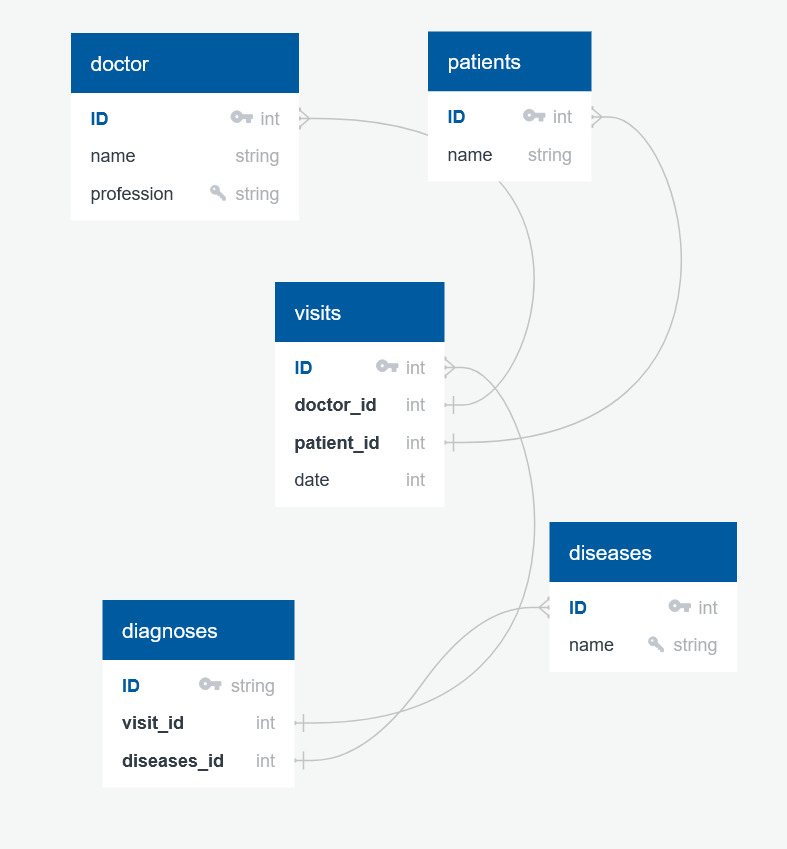 doctor
ID int
name string
profession string
patients
ID int
name string
visits
ID int
doctor_id int
patient_id int
date int
diseases
ID int
name string
diagnoses
ID string
visit_id int
diseases_id int